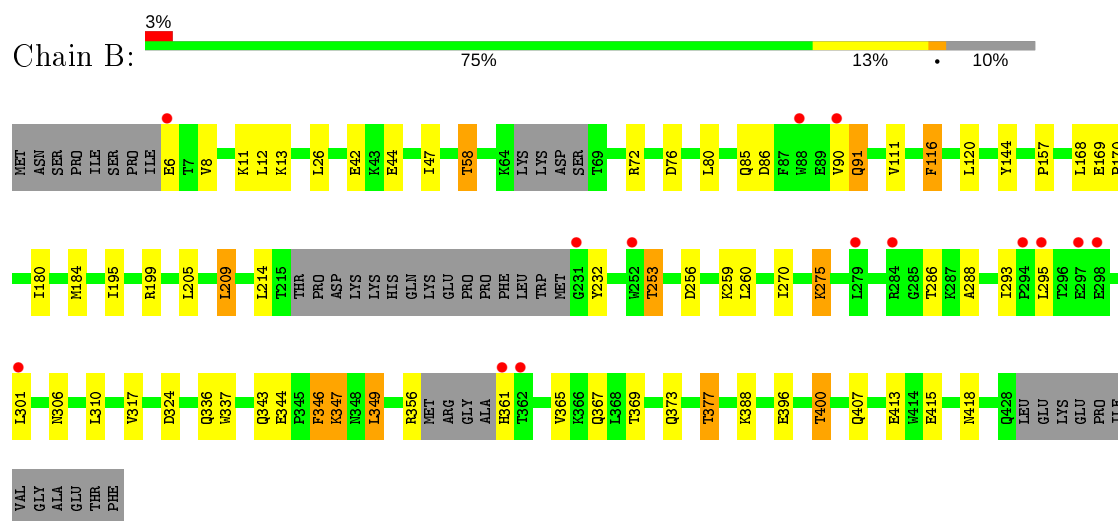 3%
Chain B:
75% 13% • 10%
MET ASN SER PRO ILE SER PRO ILE E6 T7 V8 K11 L12 K13 L26 E42 K43 E44 I47 T58 K64 LYS LYS ASP SER T69 R72 D76 L80 Q85 D86 F87 W88 E89 V90 Q91 V111 F116 L120 Y144 P157 L168 E169 P170
I180 M184 I195 R199 L205 L209 L214 T215 THR PRO ASP LYS LYS HIS GLN LYS GLU PRO PRO PHE LEU TRP MET G231 Y232 W252 T253 D256 K259 L260 I270 K275 L279 R284 G285 T286 K287 A288 I293 P294 L295 T296 E297 E298
L301 N306 L310 V317 D324 Q336 W337 Q343 E344 P345 F346 K347 N348 L349 R356 MET ARG GLY ALA H361 T362 V365 K366 Q367 L368 T369 Q373 T377 K388 E396 T400 Q407 E413 W414 E415 N418 Q428 LEU GLU LYS GLU PRO ILE
VAL GLY ALA GLU THR PHE